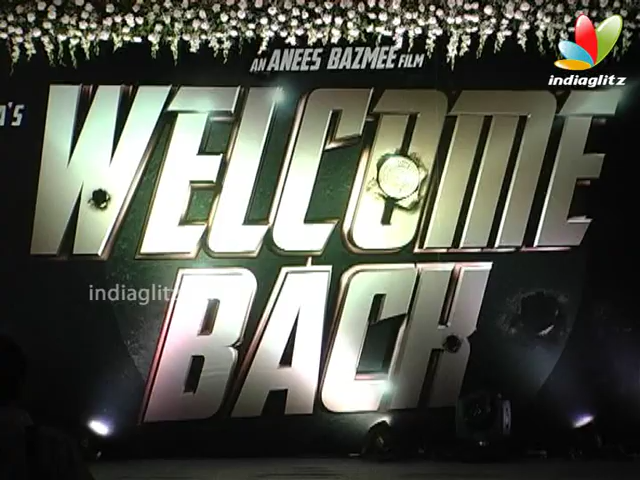 AN ANEES BAZMEE FILM
indiaglitz
A'S
WELCOME
BACK
indiaglitz